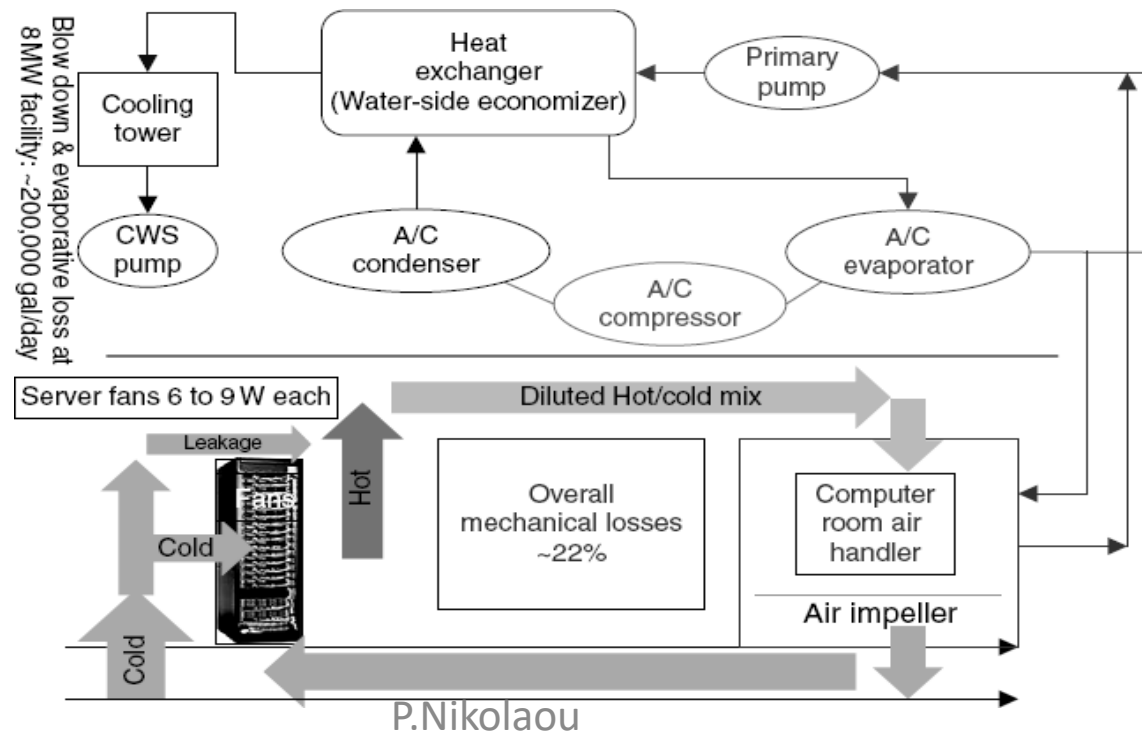 Blow down & evaporative loss at
8MW facility: ~200,000 gal/day
Cooling
tower
CWS
pump
Heat
exchanger
(Water-side economizer)
Primary
pump
A/C
condenser
A/C
compressor
A/C
evaporator
Server fans 6 to 9 W each
Leakage
Fans
Cold
Cold
Hot
Diluted Hot/cold mix
Overall
mechanical losses
~22%
Computer
room air
handler
Air impeller
P.Nikolaou